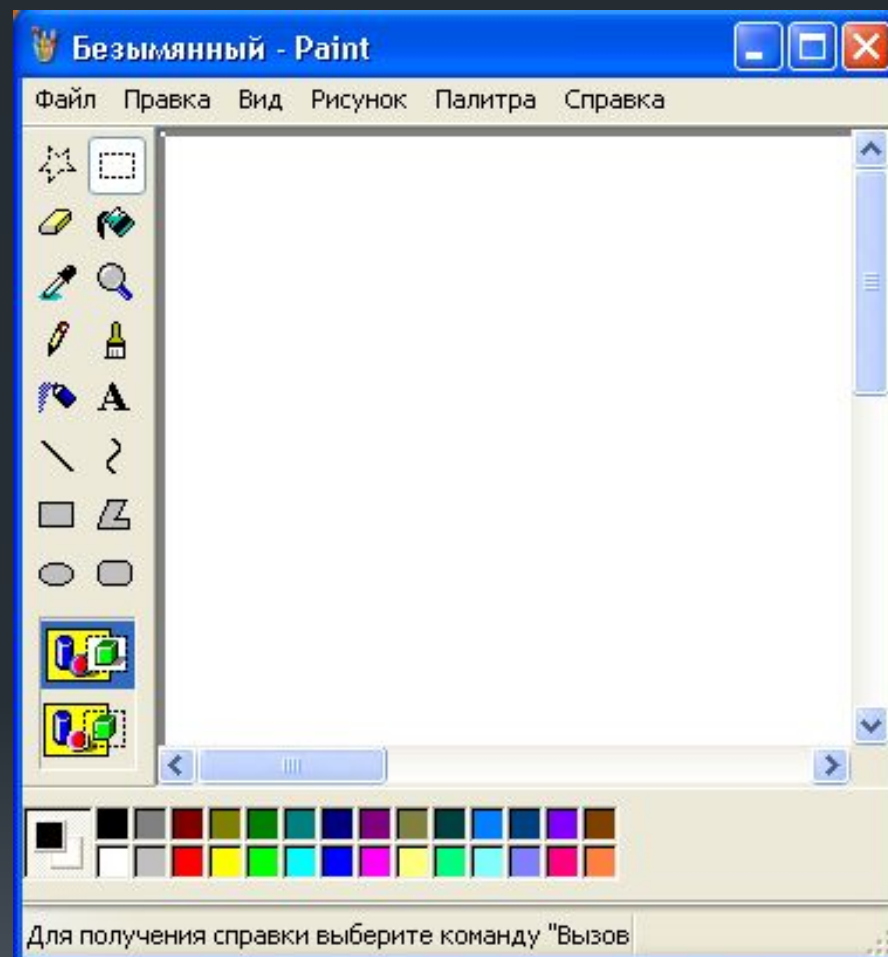 Безымянный - Paint
Файл Правка Вид Рисунок Палитра Справка
A
Для получения справки выберите команду "Вызов